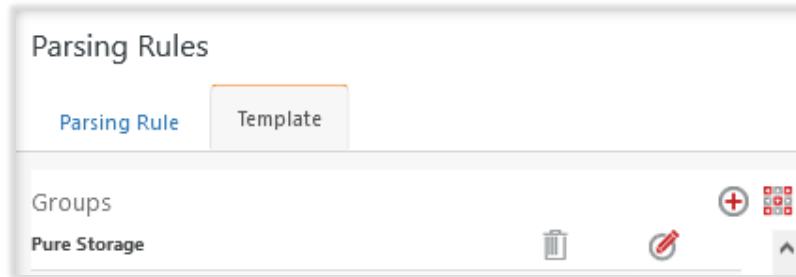 Parsing Rules
Parsing Rule Template
Groups
Pure Storage